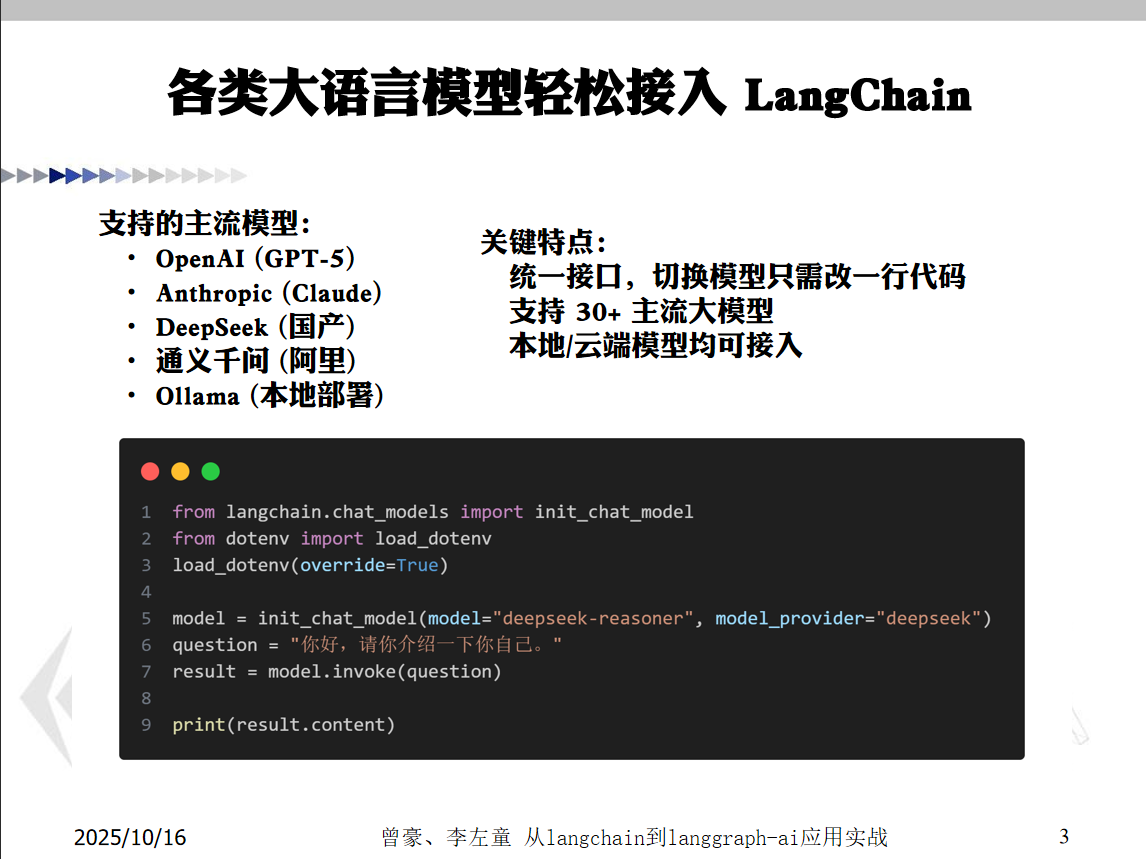 各类大语言模型轻松接入 LangChain
支持的主流模型：
• OpenAI (GPT-5)
• Anthropic (Claude)
• DeepSeek (国产)
• 通义千问 (阿里)
• Ollama (本地部署)
关键特点：
统一接口，切换模型只需改一行代码
支持 30+ 主流大模型
本地/云端模型均可接入
1 from langchain.chat_models import init_chat_model
2 from dotenv import load_dotenv
3 load_dotenv(override=True)
4
5 model = init_chat_model(model="deepseek-reasoner", model_provider="deepseek")
6 question = "你好，请你介绍一下你自己。"
7 result = model.invoke(question)
8
9 print(result.content)
2025/10/16
曾豪、李左童 从langchain到langgraph-ai应用实战
3